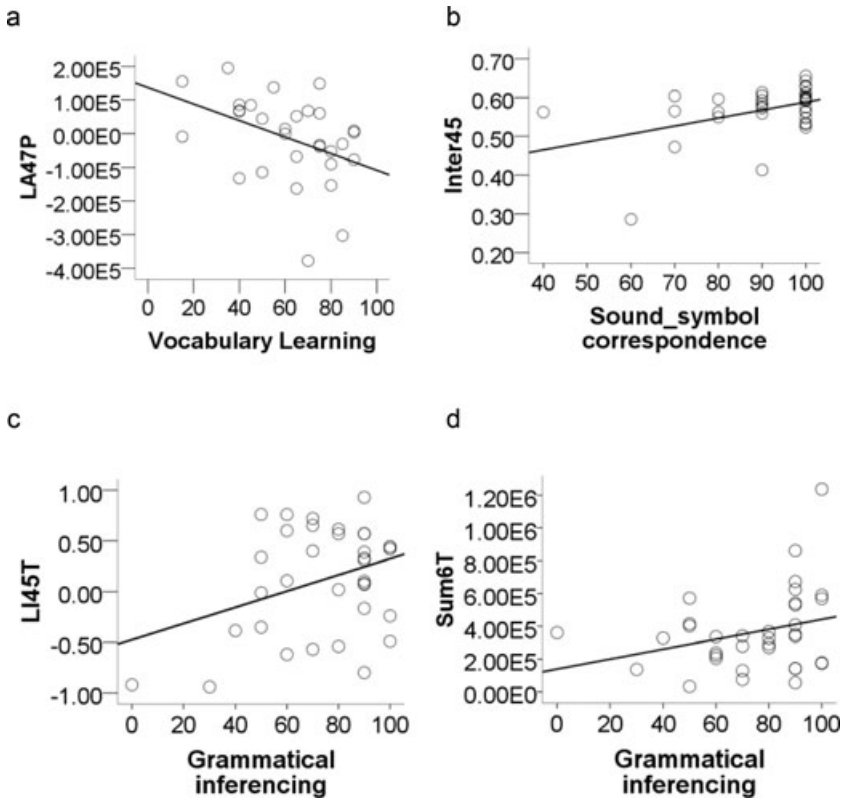 a
2.00E5
1.00E5
0.00E0
-1.00E5
-2.00E5
-3.00E5
-4.00E5
LA47P
0 20 40 60 80 100
Vocabulary Learning
b
0.70
0.60
0.50
0.40
0.30
0.20
Inter45
40 50 60 70 80 90 100
Sound_symbol
correspondence
c
1.00
0.50
0.00
-0.50
-1.00
LI45T
0 20 40 60 80 100
Grammatical
inferencing
d
1.20E6
1.00E6
8.00E5
6.00E5
4.00E5
2.00E5
0.00E0
Sum6T
0 20 40 60 80 100
Grammatical
inferencing